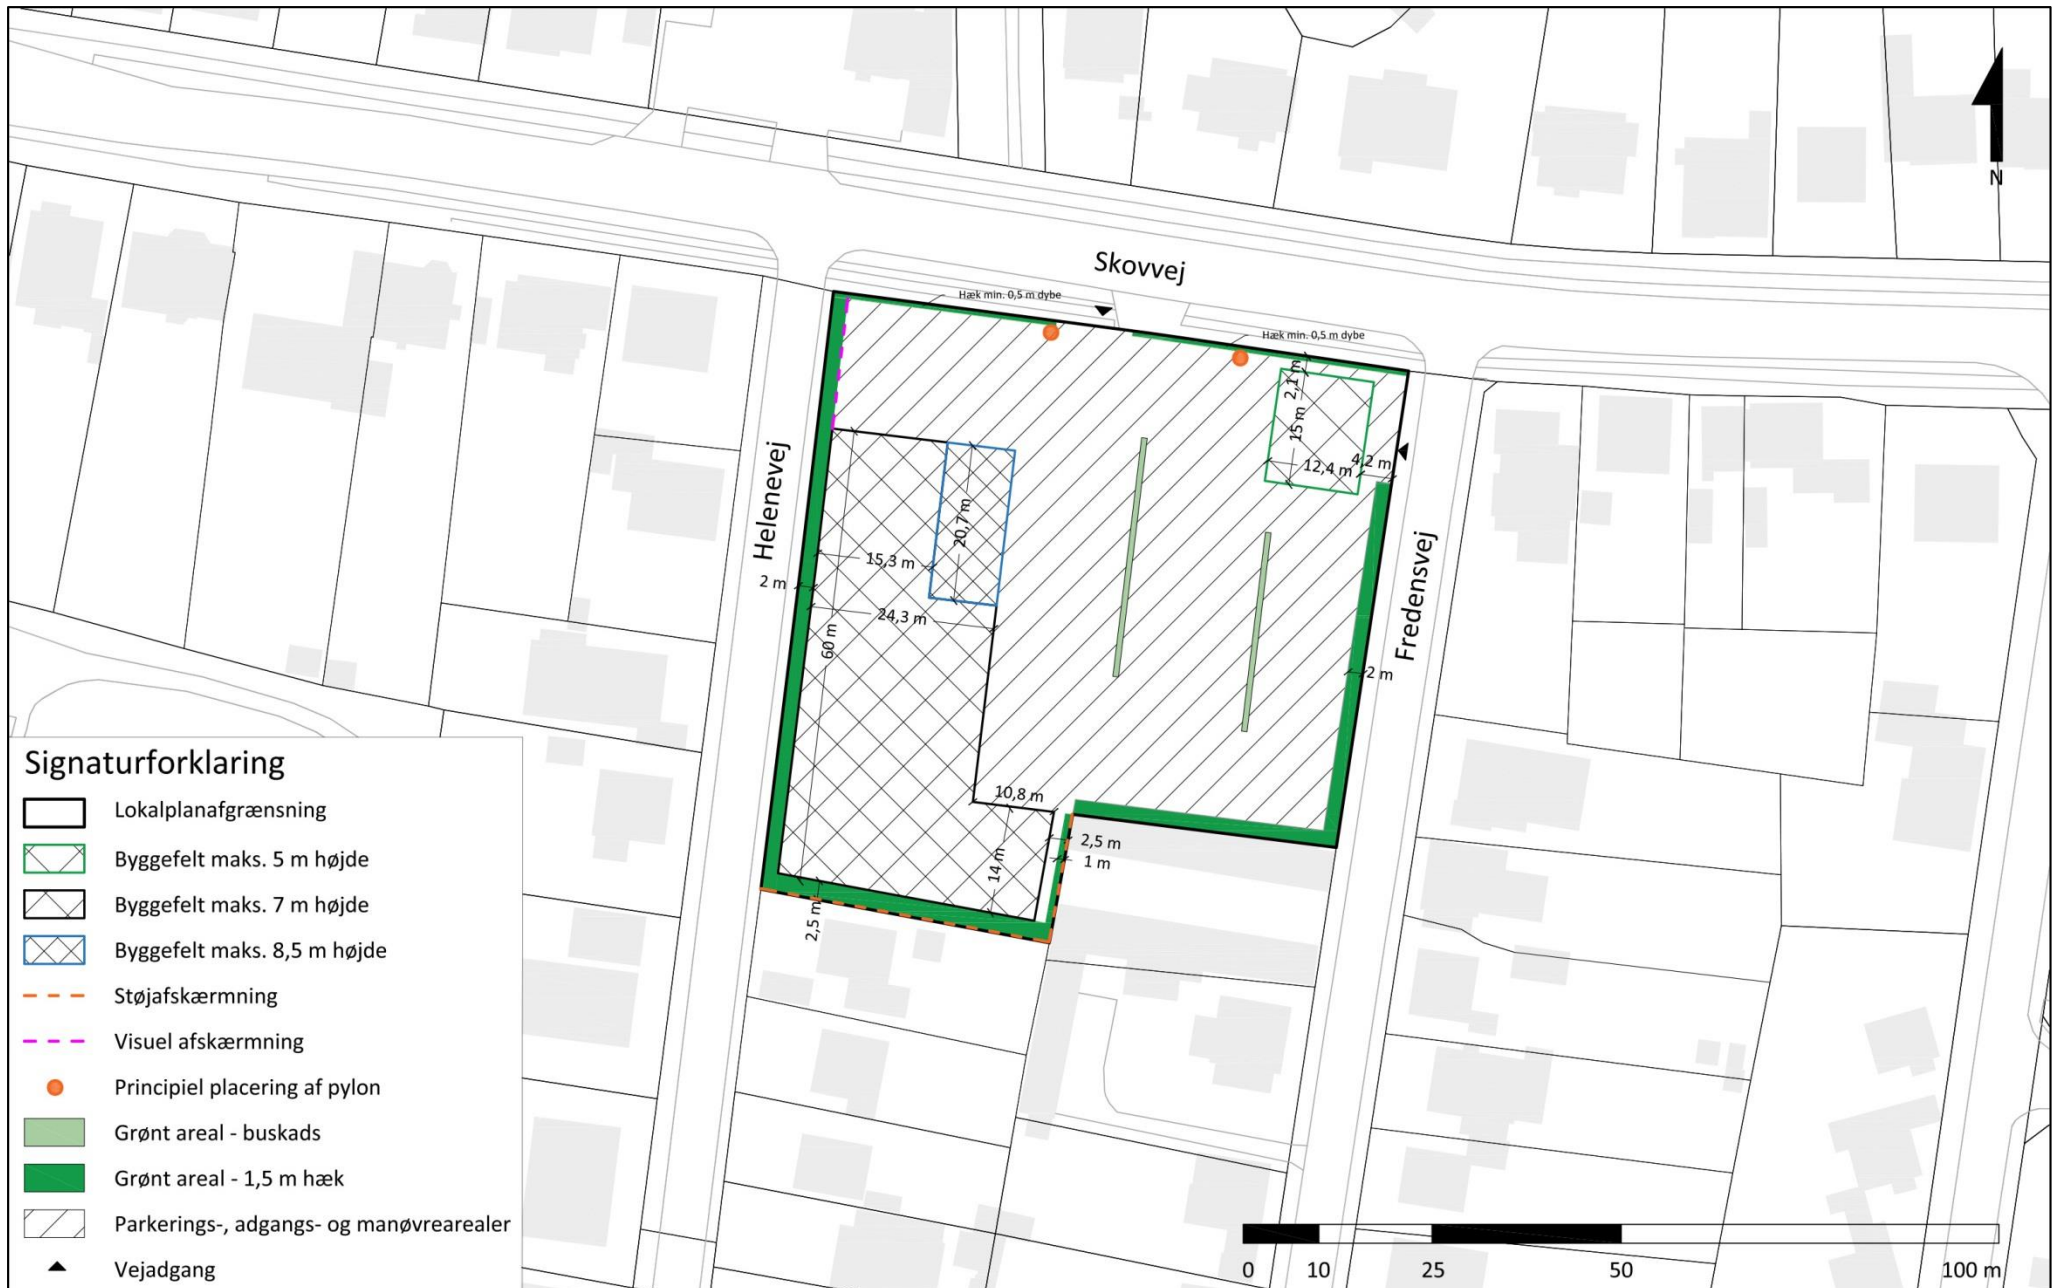 N
Skovvej
Hæk min. 0,5 m dybe
Hæk min. 0,5 m dybe
2,1 m
15 m
12,4 m
4,2 m
Helenevej
20,7 m
15,3 m
2 m
24,3 m
60 m
Fredensvej
2 m
10,8 m
2,5 m
1 m
14 m
2,5 m
Signaturforklaring
Lokalplanafgrænsning
Byggefelt maks. 5 m højde
Byggefelt maks. 7 m højde
Byggefelt maks. 8,5 m højde
Støjafskærmning
Visuel afskærmning
Principiel placering af pylon
Grønt areal - buskads
Grønt areal - 1,5 m hæk
Parkerings-, adgangs- og manøvrearealer
Vejadgang
0 10 25 50 100 m